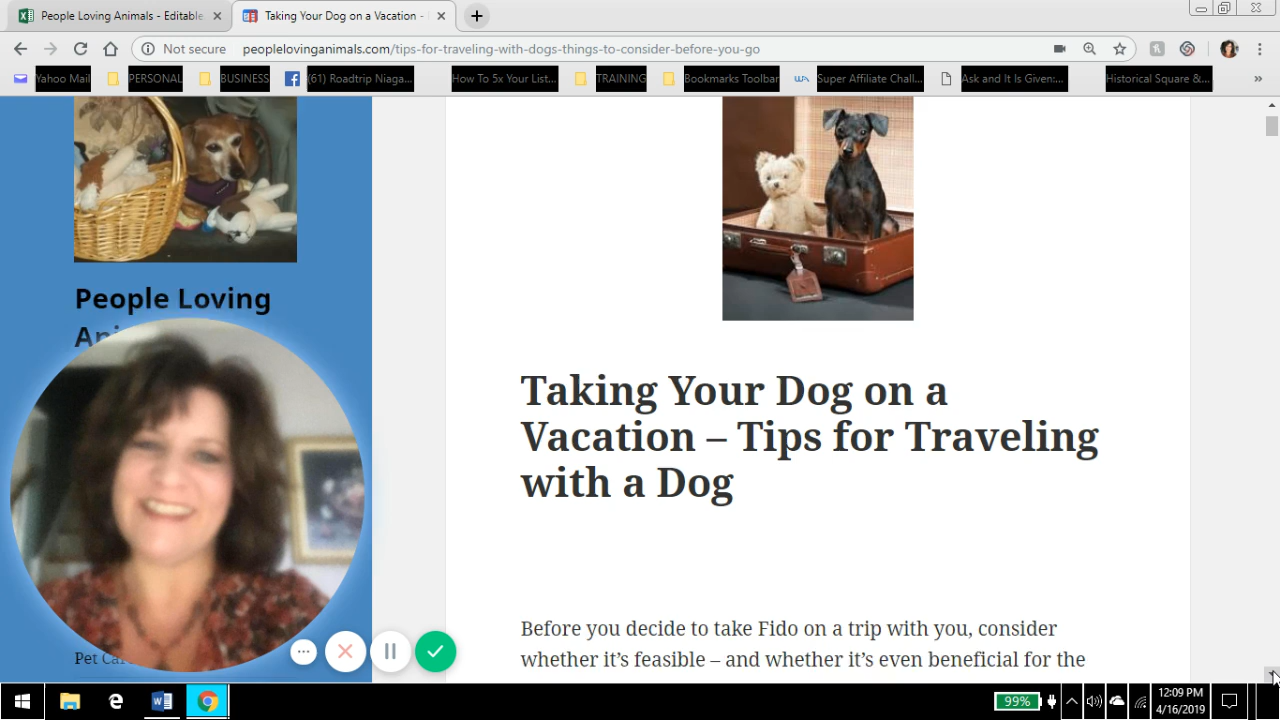 People Loving Animals - Editable
Taking Your Dog on a Vacation -
Not secure
peoplelovinganimals.com/tips-for-traveling-with-dogs-things-to-consider-before-you-go
Yahoo Mail
PERSONAL
BUSINESS
(61) Roadtrip Niaga...
How To 5x Your List...
TRAINING
Bookmarks Toolbar
Super Affiliate Chall...
Ask and It Is Given:...
Historical Square &...
»
People Loving
Taking Your Dog on a
Vacation – Tips for Traveling
with a Dog
Before you decide to take Fido on a trip with you, consider
whether it's feasible – and whether it's even beneficial for the
Pet Car
99%
12:09 PM
4/16/2019